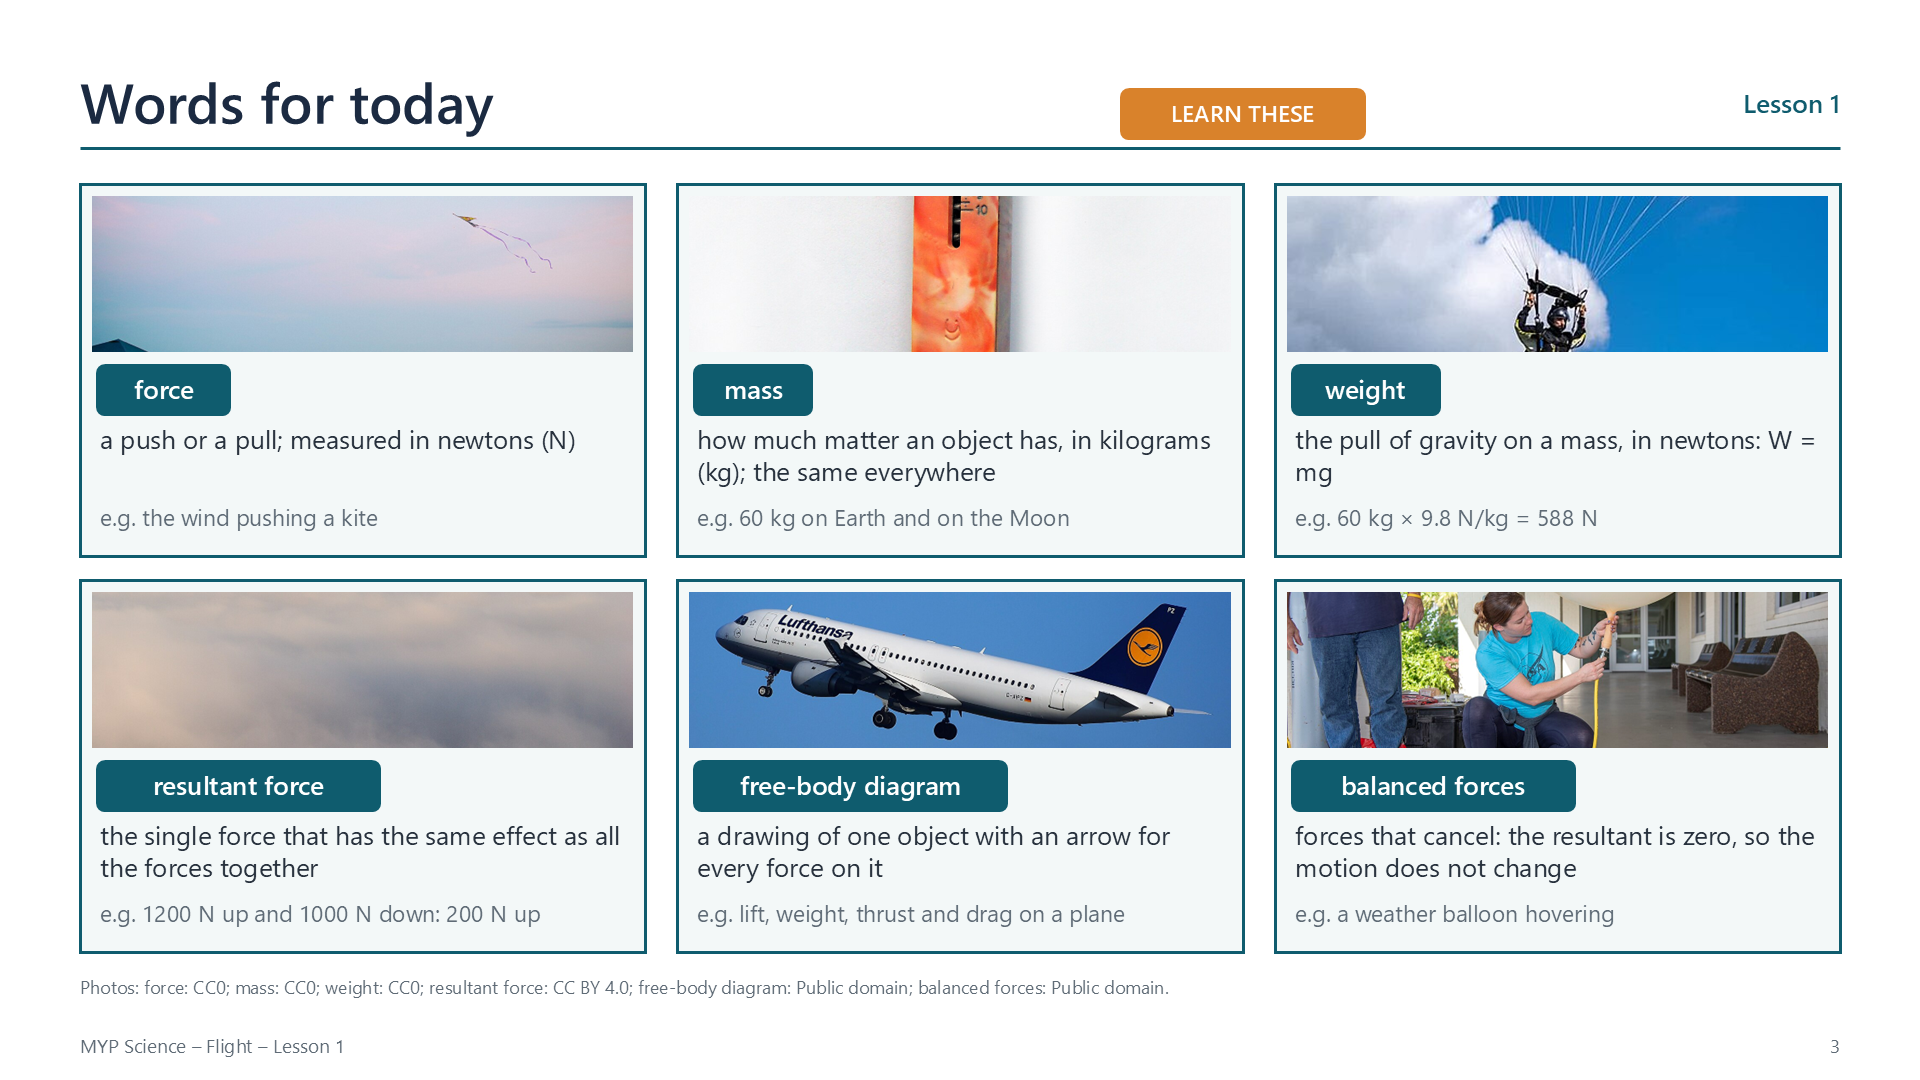 Words for today
LEARN THESE
Lesson 1
10
force
a push or a pull; measured in newtons (N)
e.g. the wind pushing a kite
mass
how much matter an object has, in kilograms
(kg); the same everywhere
e.g. 60 kg on Earth and on the Moon
weight
the pull of gravity on a mass, in newtons: W =
mg
e.g. 60 kg × 9.8 N/kg = 588 N
resultant force
the single force that has the same effect as all
the forces together
e.g. 1200 N up and 1000 N down: 200 N up
Lufthansa
PZ
free-body diagram
a drawing of one object with an arrow for
every force on it
e.g. lift, weight, thrust and drag on a plane
balanced forces
forces that cancel: the resultant is zero, so the
motion does not change
e.g. a weather balloon hovering
Photos: force: CC0; mass: CC0; weight: CC0; resultant force: CC BY 4.0; free-body diagram: Public domain; balanced forces: Public domain.
MYP Science – Flight – Lesson 1
3